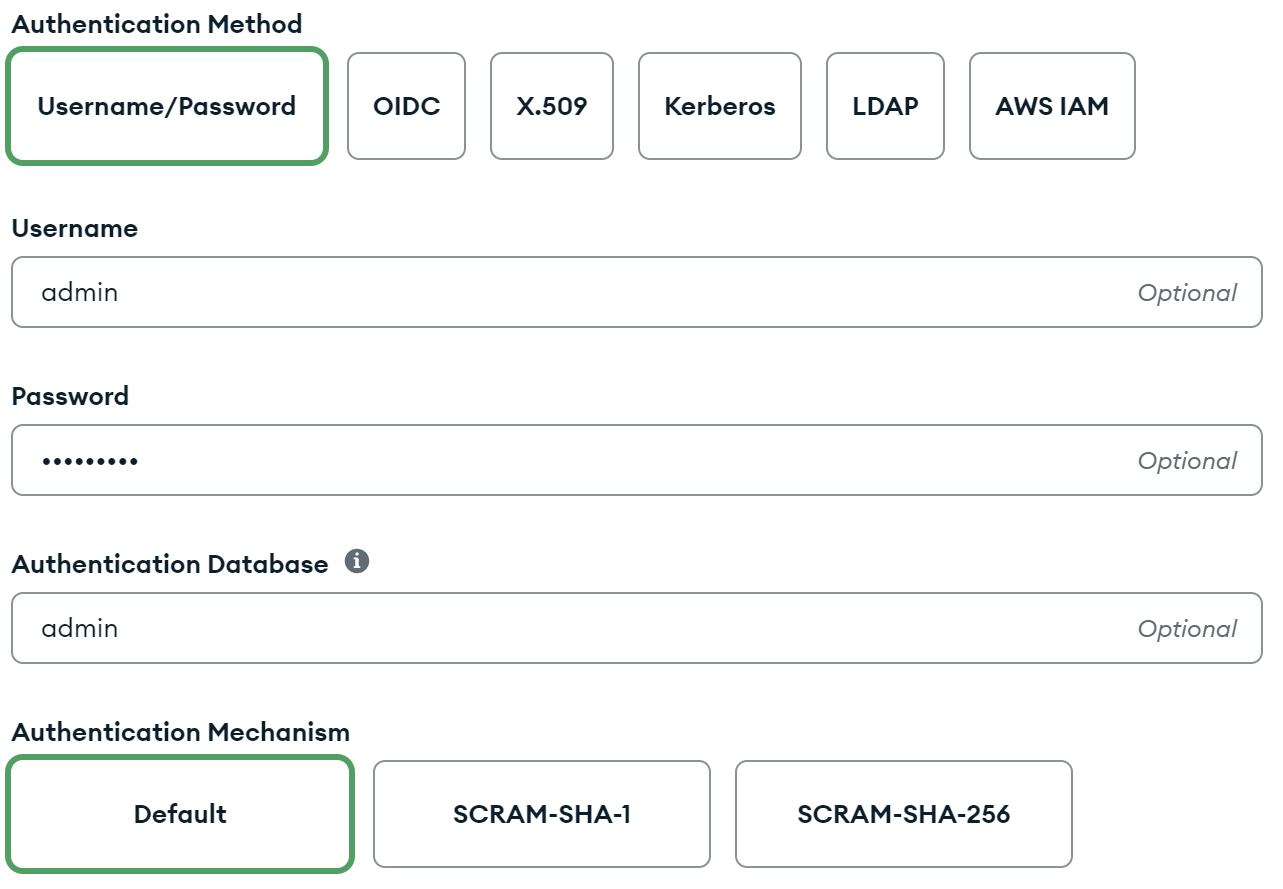 Authentication Method
Username/Password OIDC X.509 Kerberos LDAP AWS IAM
Username
admin Optional
Password
••••••••• Optional
Authentication Database
admin Optional
Authentication Mechanism
Default SCRAM-SHA-1 SCRAM-SHA-256